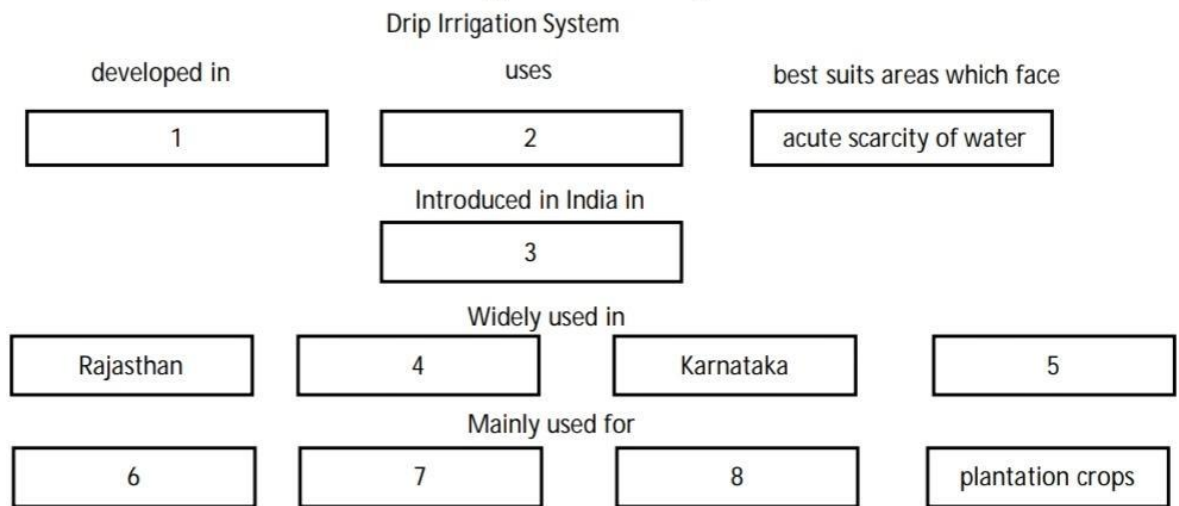 Drip Irrigation System
developed in uses best suits areas which face
1 2 acute scarcity of water
Introduced in India in
3
Widely used in
Rajasthan 4 Karnataka 5
Mainly used for
6 7 8 plantation crops